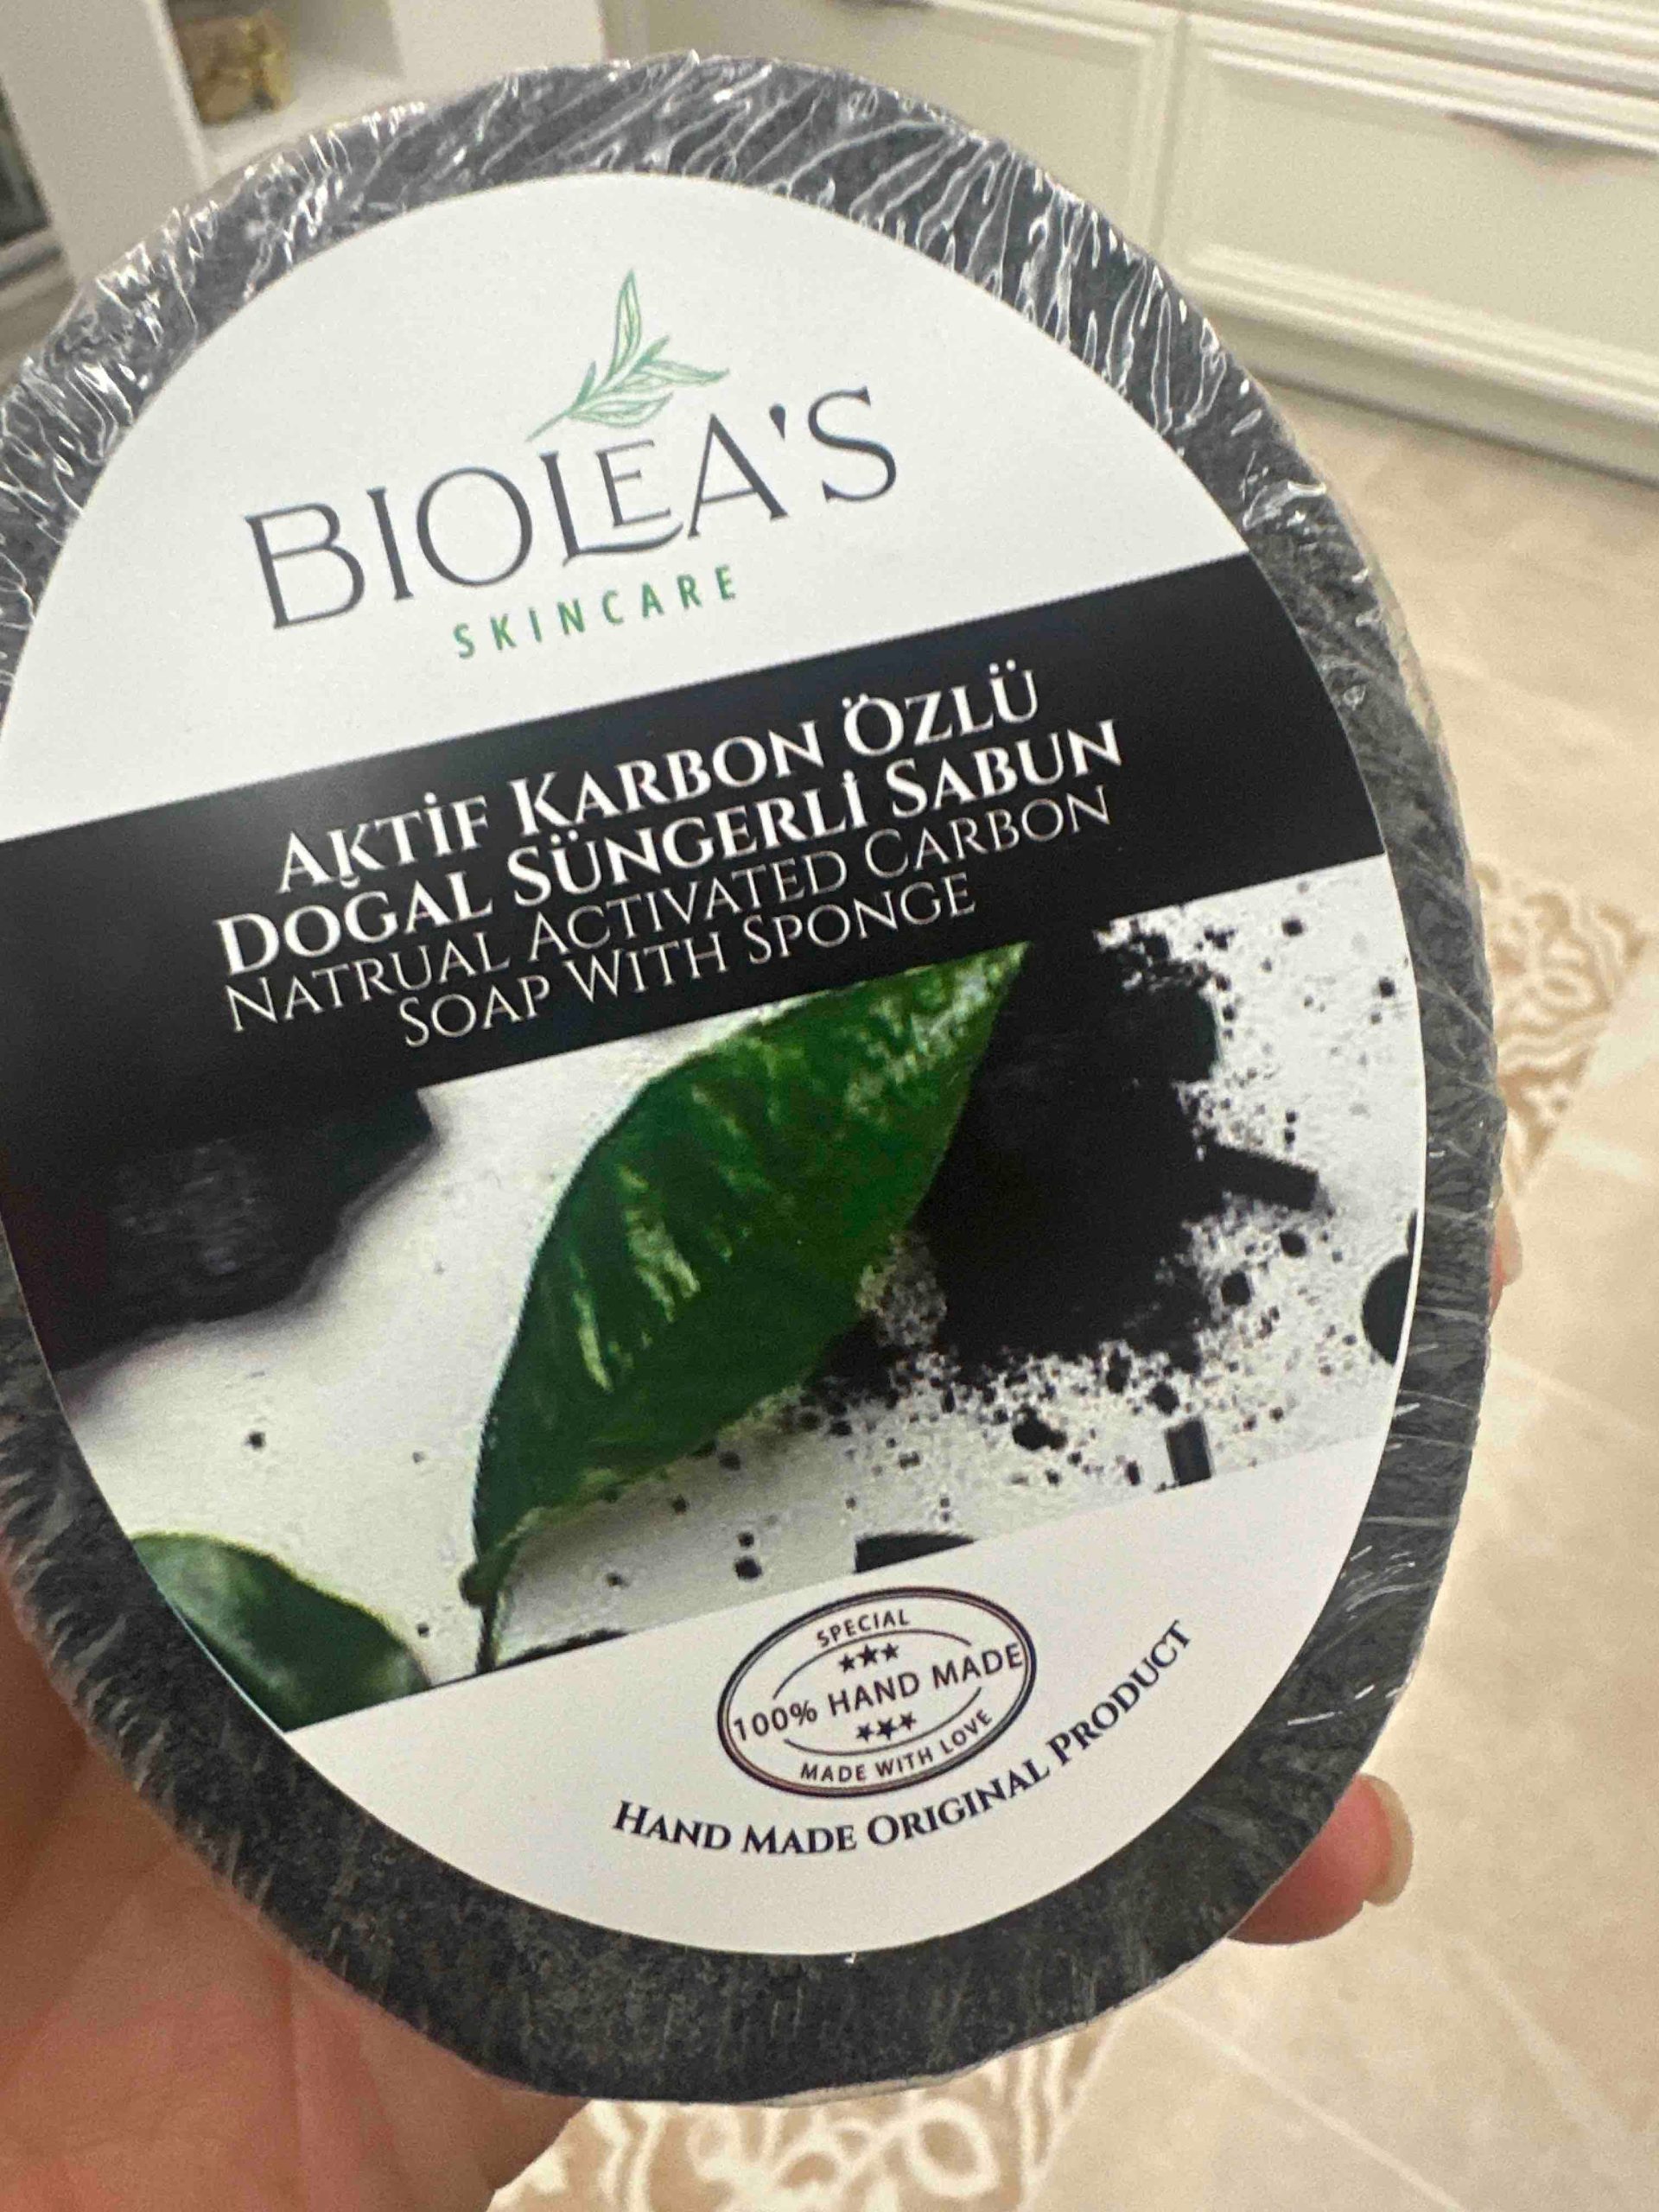 BIOLEA'S
SKINCARE
AKTİF KARBON ÖZLÜ
DOĞAL SÜNGERLİ SABUN
NATRUAL ACTIVATED CARBON
SOAP WITH SPONGE
SPECIAL
100% HAND MADE
MADE WITH LOVE
HAND MADE ORIGINAL PRODUCT